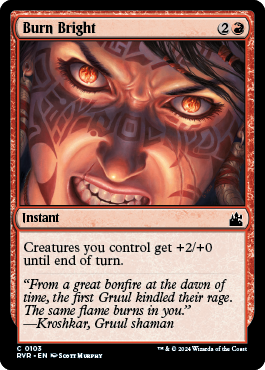 Burn Bright 2
Instant
Creatures you control get +2/+0
until end of turn.
“From a great bonfire at the dawn of
time, the first Gruul kindled their rage.
The same flame burns in you.”
—Kroshkar, Gruul shaman
C 0103
RVR • EN Scott Murphy
™ & © 2024 Wizards of the Coast